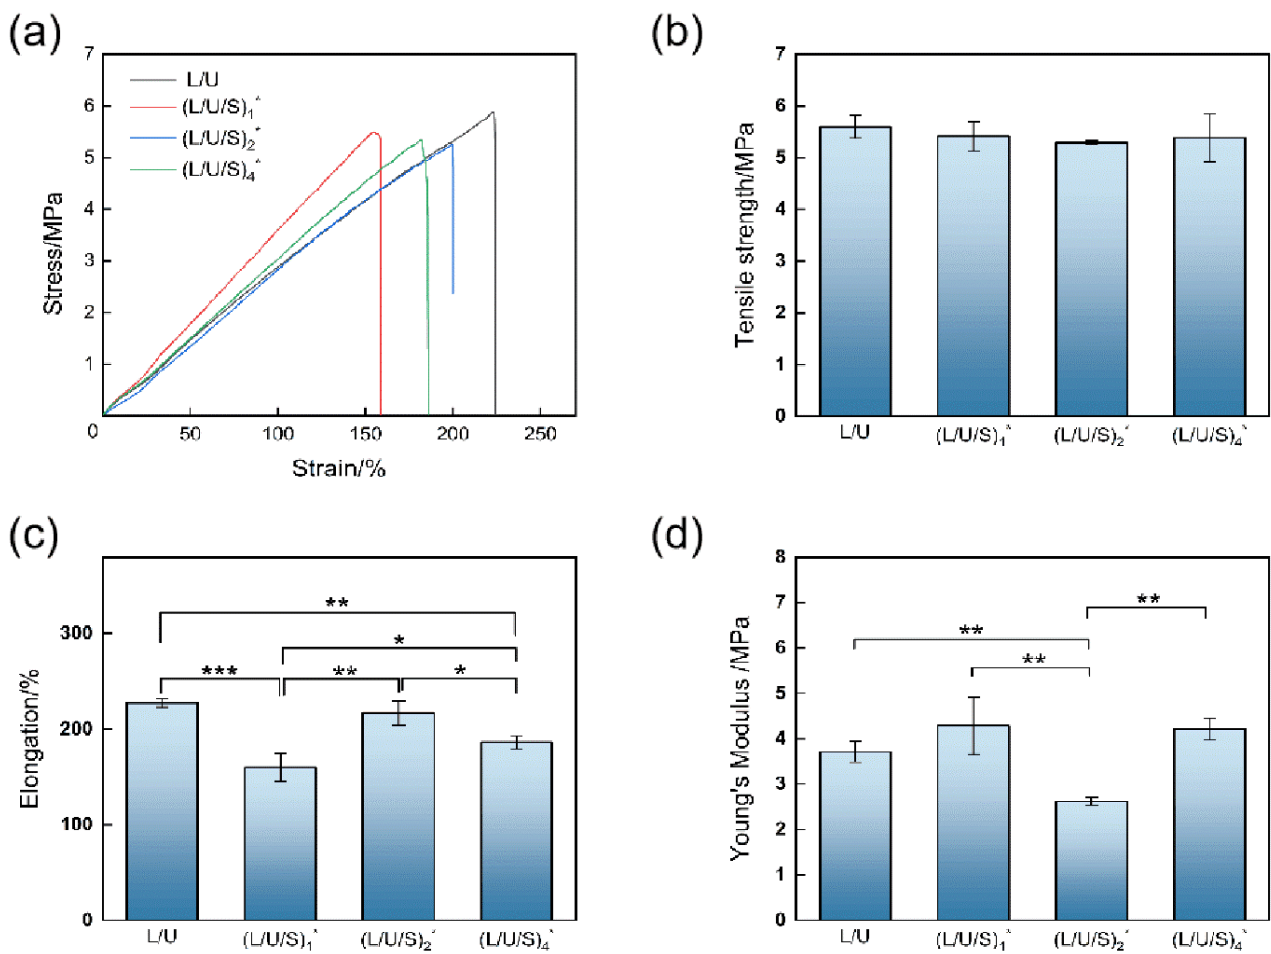 (a)
7
6
5
4
3
2
1
0
50
100
150
200
250
Stress/MPa
Strain/%
L/U
(L/U/S)1*
(L/U/S)2*
(L/U/S)4*
(b)
7
6
5
4
3
2
1
0
Tensile strength/MPa
L/U
(L/U/S)1*
(L/U/S)2*
(L/U/S)4*
(c)
300
200
100
0
Elongation/%
**
*
***
**
*
L/U
(L/U/S)1*
(L/U/S)2*
(L/U/S)4*
(d)
8
7
6
5
4
3
2
1
0
Young's Modulus /MPa
**
**
**
L/U
(L/U/S)1*
(L/U/S)2*
(L/U/S)4*